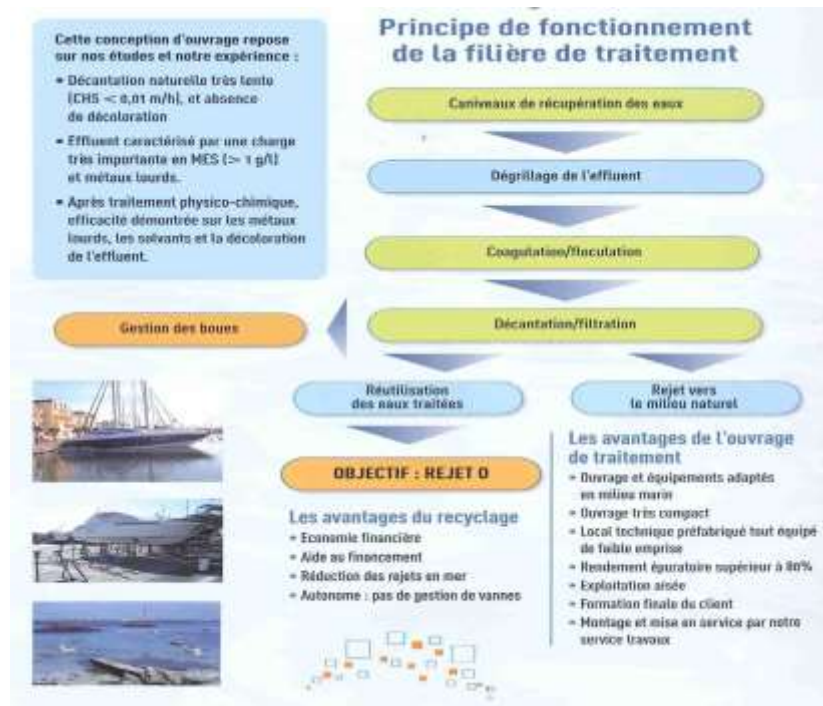 Principe de fonctionnement
de la filière de traitement
Cette conception d'ouvrage repose
sur nos études et notre expérience :
• Décantation naturelle très lente
(CHS < 0,01 m/h), et absence
de décoloration
• Effluent caractérisé par une charge
très importante en MES (> 1 g/l)
et métaux lourds.
• Après traitement physico-chimique,
efficacité démontrée sur les métaux
lourds, les solvants et la décoloration
de l'effluent.
Caniveaux de récupération des eaux
Dégrillage de l'effluent
Coagulation/floculation
Décantation/filtration
Gestion des boues
Réutilisation
des eaux traitées
Rejet vers
le milieu naturel
OBJECTIF : REJET 0
Les avantages du recyclage
• Economie financière
• Aide au financement
• Réduction des rejets en mer
• Autonome : pas de gestion de vannes
Les avantages de l'ouvrage
de traitement
• Ouvrage et équipements adaptés
en milieu marin
• Ouvrage très compact
• Local technique préfabriqué tout équipé
de faible emprise
• Rendement épuratoire supérieur à 80%
• Exploitation aisée
• Formation finale du client
• Montage et mise en service par notre
service travaux